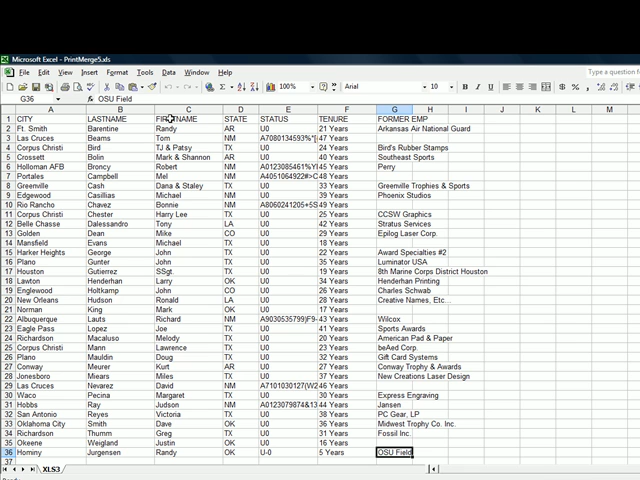 Microsoft Excel - PrintMerge5.xls
File Edit View Insert Format Tools Data Window Help Type a question for
100% Arial 10 B I U
G36 fx OSU Field
A B C D E F G H I J K L M
1 CITY LASTNAME FIRSTNAME STATE STATUS TENURE FORMER EMP
2 Ft. Smith Barentine Randy AR U0 21 Years Arkansas Air National Guard
3 Las Cruces Beams Tom NM A7080134593%*[ 47 Years
4 Corpus Christi Bird TJ & Patsy TX U0 24 Years Bird's Rubber Stamps
5 Crossett Bolin Mark & Shannon AR U0 40 Years Southeast Sports
6 Holloman AFB Broncy Robert NM A0123085461%Y 45 Years Perry
7 Portales Campbell Mel NM A4051064922#>C 48 Years
8 Greenville Cash Dana & Staley TX U0 33 Years Greenville Trophies & Sports
9 Edgewood Casillias Michael NM U0 39 Years Phoenix Studios
10 Rio Rancho Chavez Bonnie NM A8060241205+5S 49 Years
11 Corpus Christi Chester Harry Lee TX U0 25 Years CCSW Graphics
12 Belle Chasse Dalessandro Tony LA U0 42 Years Stratus Services
13 Golden Dean Mike CO U0 29 Years Epilog Laser Corp.
14 Mansfield Evans Michael TX U0 18 Years
15 Harker Heights George John TX U0 22 Years Award Specialties #2
16 Plano Gunter John TX U0 35 Years Luminator USA
17 Houston Gutierrez SSgt. TX U0 19 Years 8th Marine Corps District Houston
18 Lawton Henderhan Larry OK U0 34 Years Henderhan Printing
19 Englewood Holtkamp John CO U0 26 Years Charles Schwab
20 New Orleans Hudson Ronald LA U0 28 Years Creative Names, Etc...
21 Norman King Mark OK U0 17 Years
22 Albuquerque Lauts Richard NM A9030535799)F9- 43 Years Wilcox
23 Eagle Pass Lopez Joe TX U0 41 Years Sports Awards
24 Richardson Macaluso Melody TX U0 20 Years American Pad & Paper
25 Corpus Christi Mann Lawrence TX U0 23 Years beAed Corp.
26 Plano Mauldin Doug TX U0 32 Years Gift Card Systems
27 Conway Meurer Kurt AR U0 30 Years Conway Trophy & Awards
28 Jonesboro Miears Miles TX U0 37 Years New Creations Laser Design
29 Las Cruces Nevarez David NM A7101030127(W2 46 Years
30 Waco Pecina Margaret TX U0 30 Years Express Engraving
31 Hobbs Ray Judson NM A0123079874&13 44 Years Jansen
32 San Antonio Reyes Victoria TX U0 38 Years PC Gear, LP
33 Oklahoma City Smith Dave OK U0 36 Years Midwest Trophy Co. Inc.
34 Richardson Thumm Greg TX U0 31 Years Fossil Inc.
35 Okeene Weigland Justin OK U0 16 Years
36 Hominy Jurgensen Randy OK U-0 5 Years OSU Field
37
XLS3